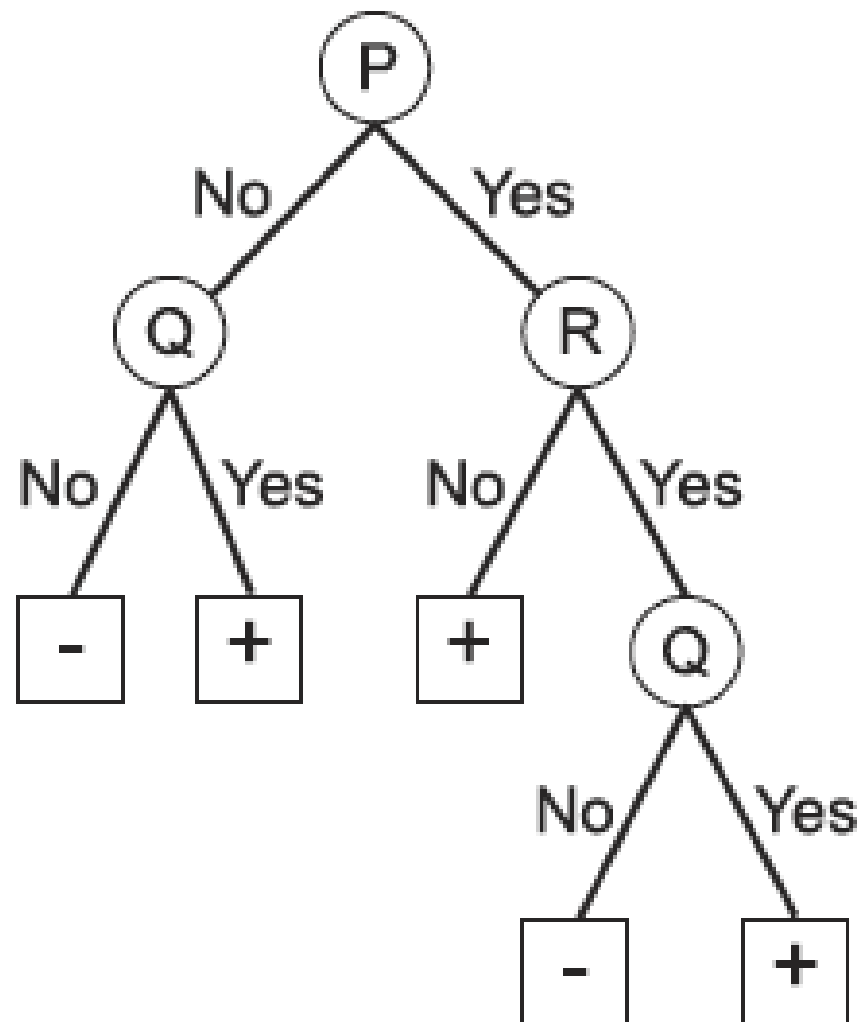 P
No Yes
Q R
No Yes No Yes
- + + Q
No Yes
- +